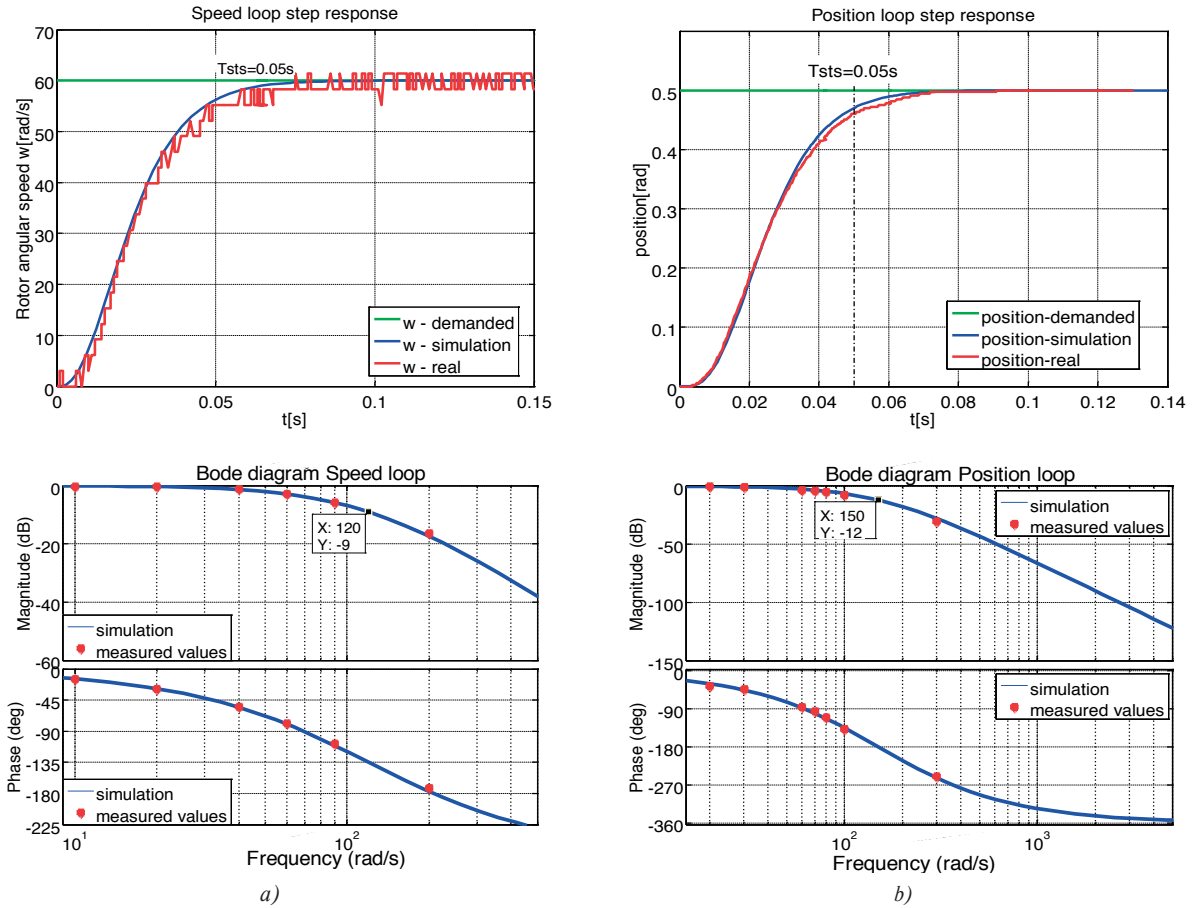 Speed loop step response
70
60
50
40
30
20
10
0
Rotor angular speed w[rad/s]
Tsts=0.05s
w - demanded
w - simulation
w - real
0
0.05
0.1
0.15
t[s]
Position loop step response
0.5
0.4
0.3
0.2
0.1
0
position[rad]
Tsts=0.05s
position-demanded
position-simulation
position-real
0
0.02
0.04
0.06
0.08
0.1
0.12
0.14
t[s]
Bode diagram Speed loop
0
-20
-40
-60
Magnitude (dB)
X: 120
Y: -9
simulation
measured values
0
-45
-90
-135
-180
-225
Phase (deg)
simulation
measured values
10^1
10^2
Frequency (rad/s)
a)
Bode diagram Position loop
0
-50
-100
-150
Magnitude (dB)
X: 150
Y: -12
simulation
measured values
0
-90
-180
-270
-360
Phase (deg)
simulation
measured values
10^2
10^3
Frequency (rad/s)
b)